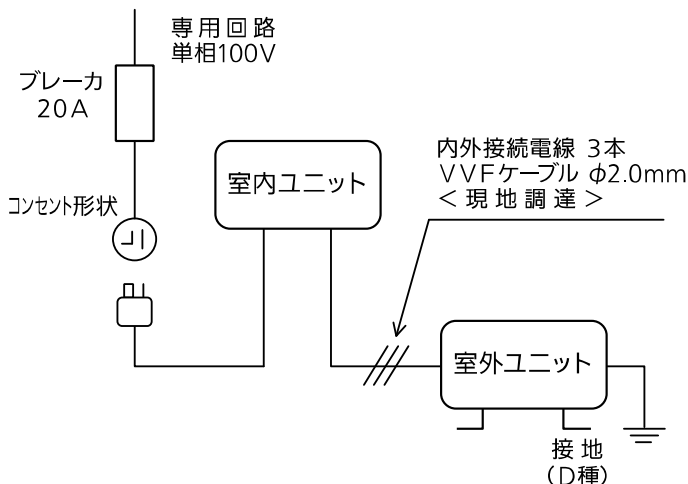 専用回路
単相100V
ブレーカ
20A
コンセント形状
室内ユニット
内外接続電線 3本
VVFケーブル φ2.0mm
<現地調達>
室外ユニット
接地
(D種)